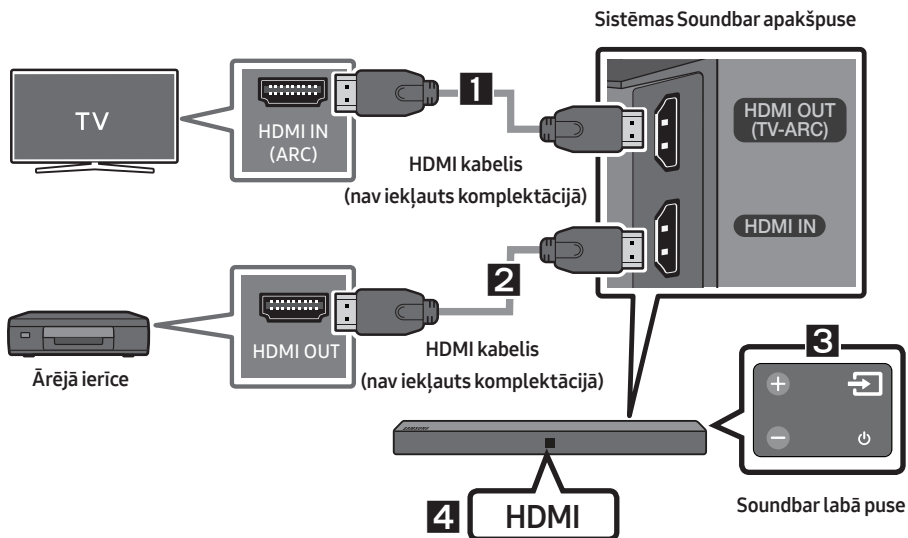 Sistēmas Soundbar apakšpuse
TV
HDMI IN
(ARC)
1
HDMI OUT
(TV-ARC)
HDMI kabelis
(nav iekļauts komplektācijā)
HDMI IN
2
HDMI OUT
HDMI kabelis
(nav iekļauts komplektācijā)
Ārējā ierīce
3
SAMSUNG
Soundbar labā puse
4
HDMI